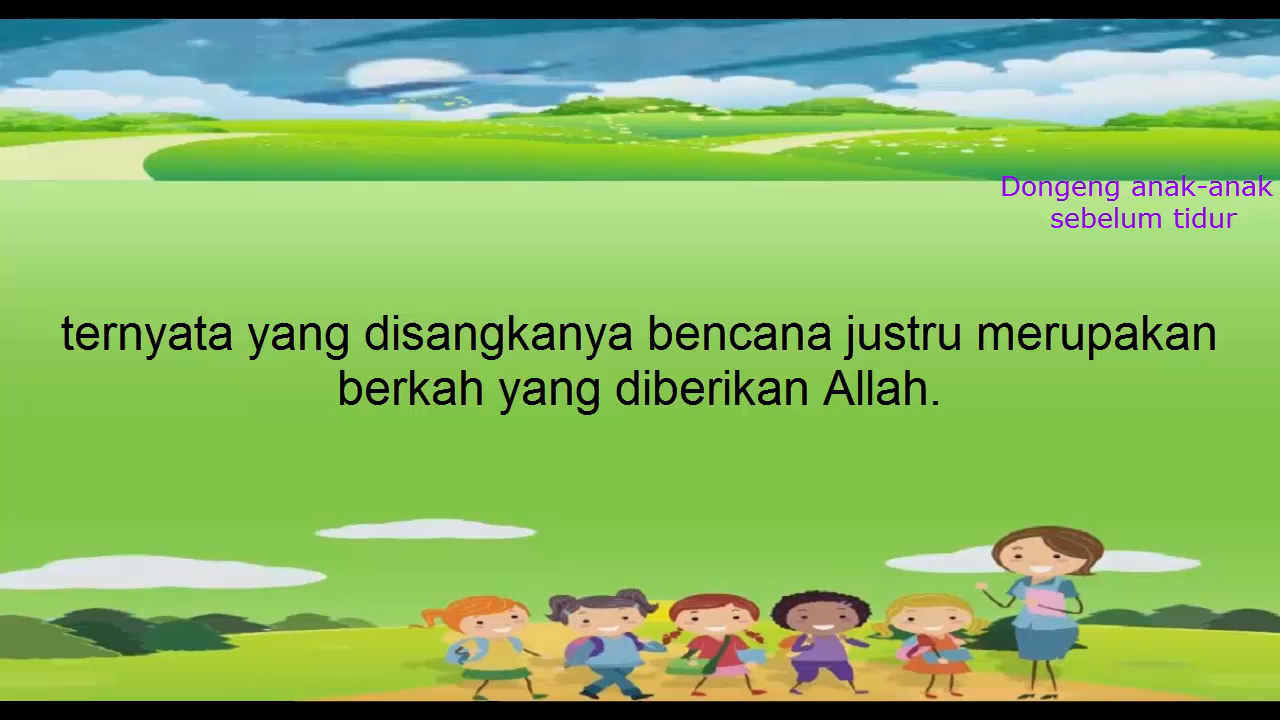 Dongeng anak-anak
sebelum tidur
ternyata yang disangkanya bencana justru merupakan
berkah yang diberikan Allah.